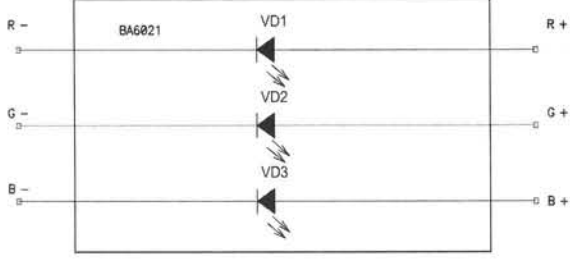 R - VD1 R +
BA6021
VD2
G - G +
VD3
B - B +